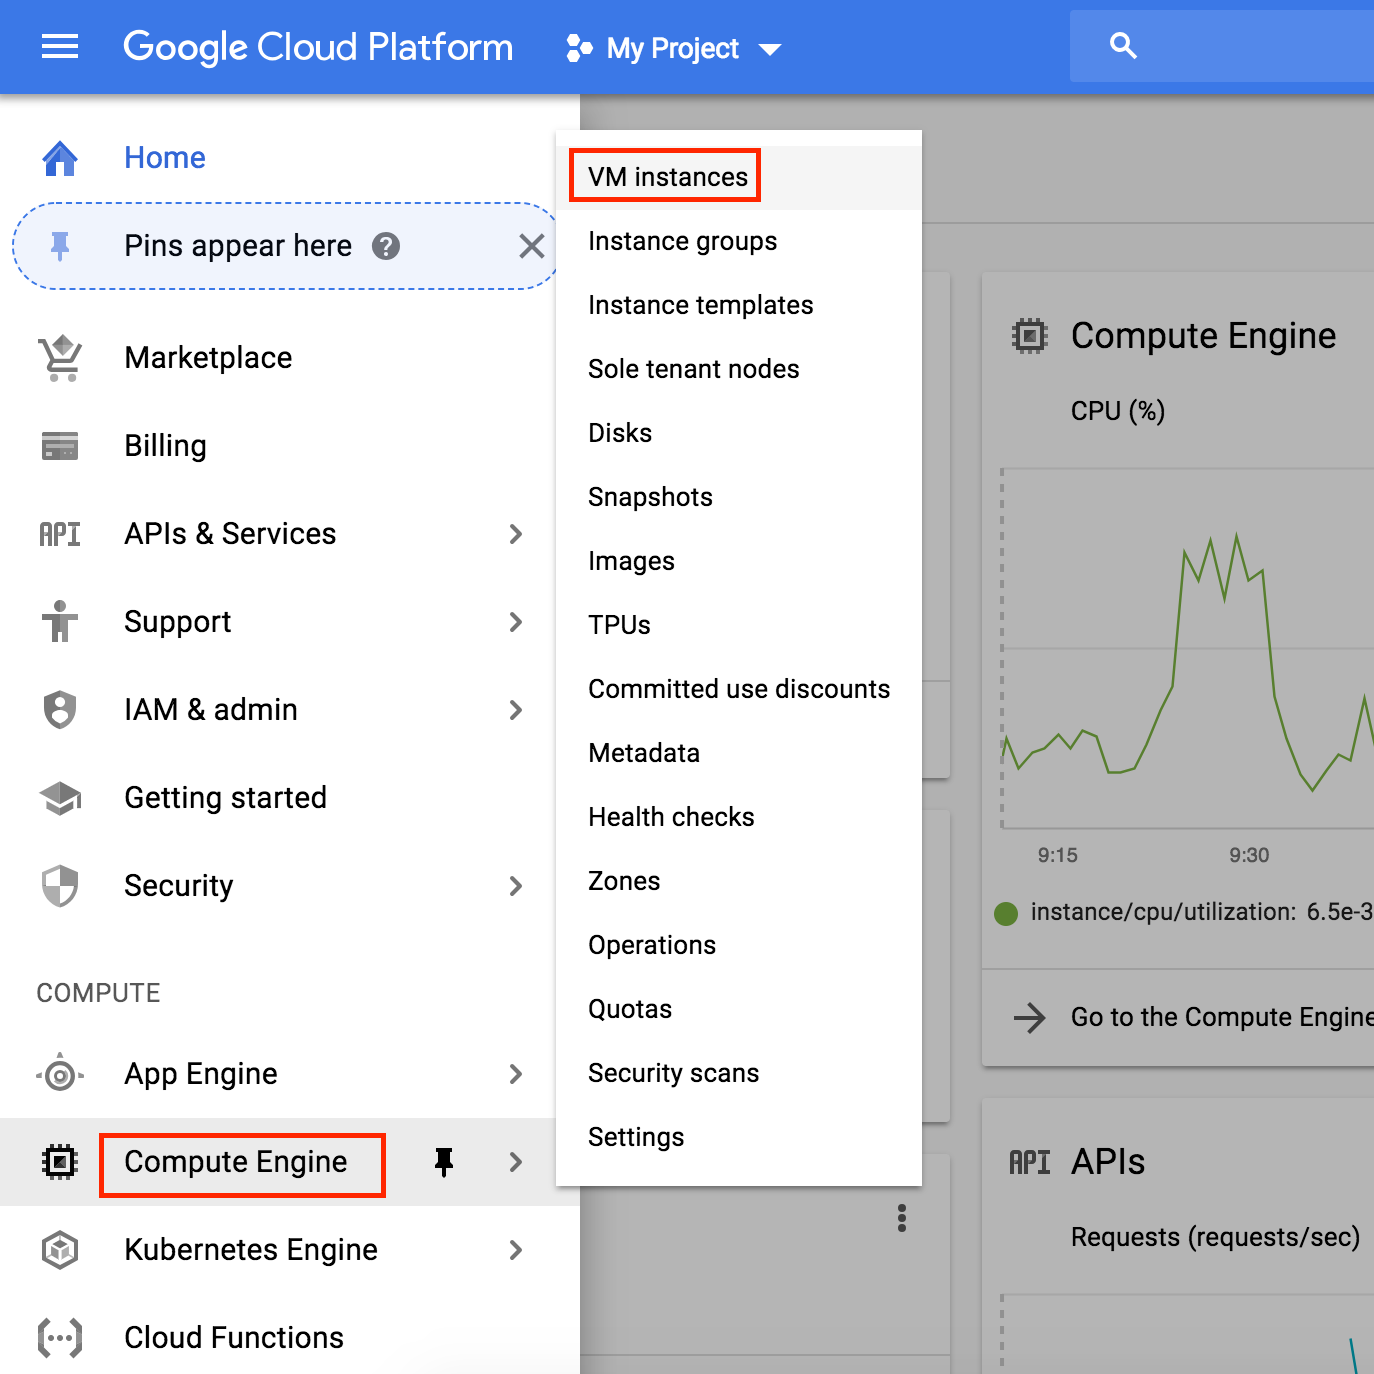 Google Cloud Platform
My Project
Home
Pins appear here
Marketplace
Billing
API
APIs & Services
Support
IAM & admin
Getting started
Security
COMPUTE
App Engine
Compute Engine
Kubernetes Engine
Cloud Functions
VM instances
Instance groups
Instance templates
Sole tenant nodes
Disks
Snapshots
Images
TPUs
Committed use discounts
Metadata
Health checks
Zones
Operations
Quotas
Security scans
Settings
Compute Engine
CPU (%)
9:15
9:30
instance/cpu/utilization: 6.5e-3
Go to the Compute Engine
API
APIs
Requests (requests/sec)